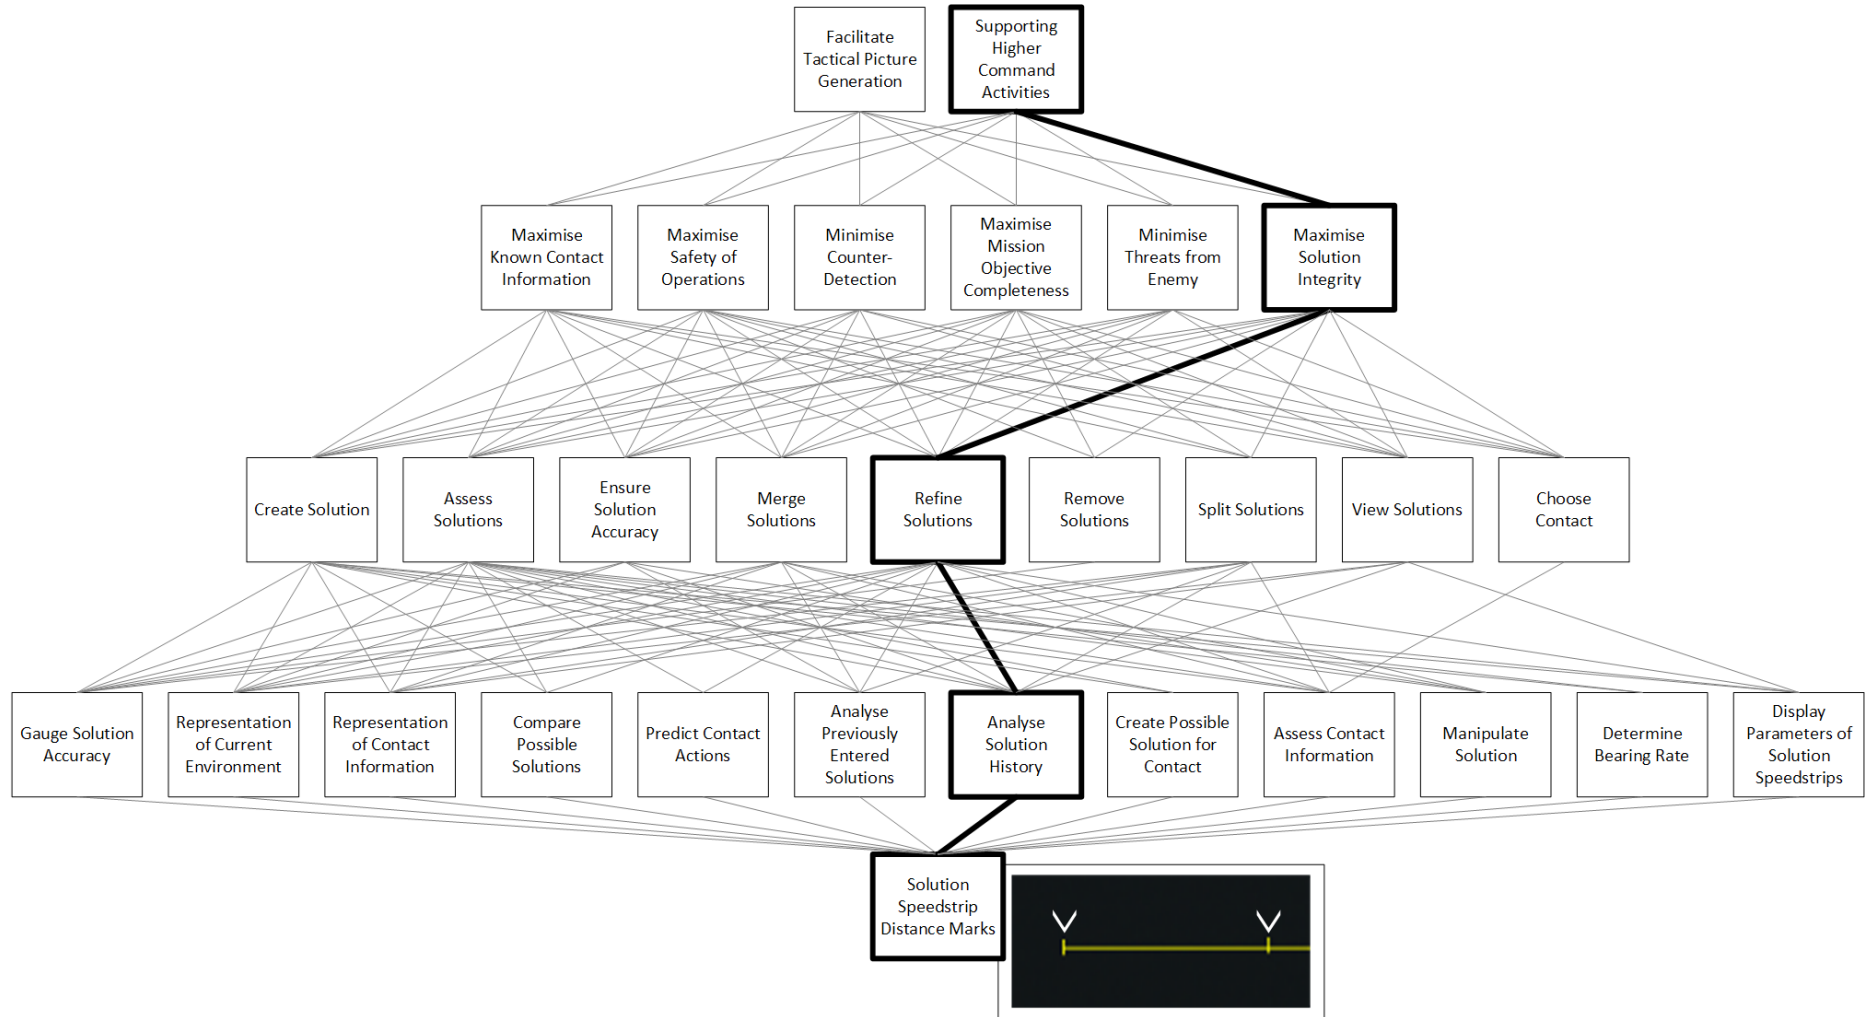 Facilitate
Tactical Picture
Generation
Supporting
Higher
Command
Activities
Maximise
Known Contact
Information
Maximise
Safety of
Operations
Minimise
Counter-
Detection
Maximise
Mission
Objective
Completeness
Minimise
Threats from
Enemy
Maximise
Solution
Integrity
Create Solution
Assess
Solutions
Ensure
Solution
Accuracy
Merge
Solutions
Refine
Solutions
Remove
Solutions
Split Solutions
View Solutions
Choose
Contact
Gauge Solution
Accuracy
Representation
of Current
Environment
Representation
of Contact
Information
Compare
Possible
Solutions
Predict Contact
Actions
Analyse
Previously
Entered
Solutions
Analyse
Solution
History
Create Possible
Solution for
Contact
Assess Contact
Information
Manipulate
Solution
Determine
Bearing Rate
Display
Parameters of
Solution
Speedstrips
Solution
Speedstrip
Distance Marks